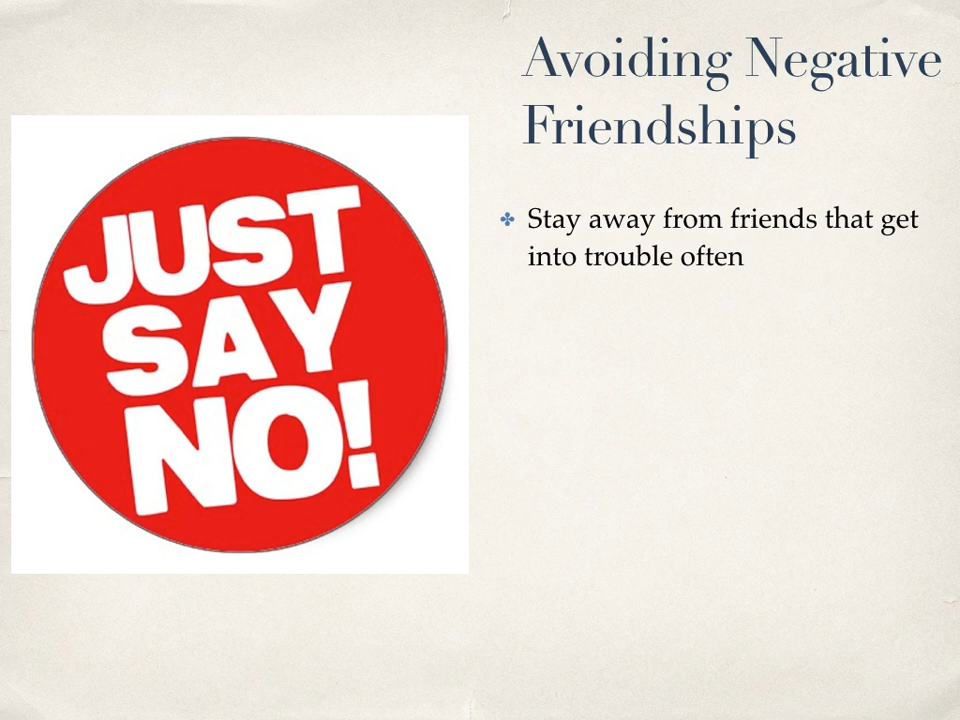 Avoiding Negative
Friendships
JUST
SAY
NO!
Stay away from friends that get
into trouble often